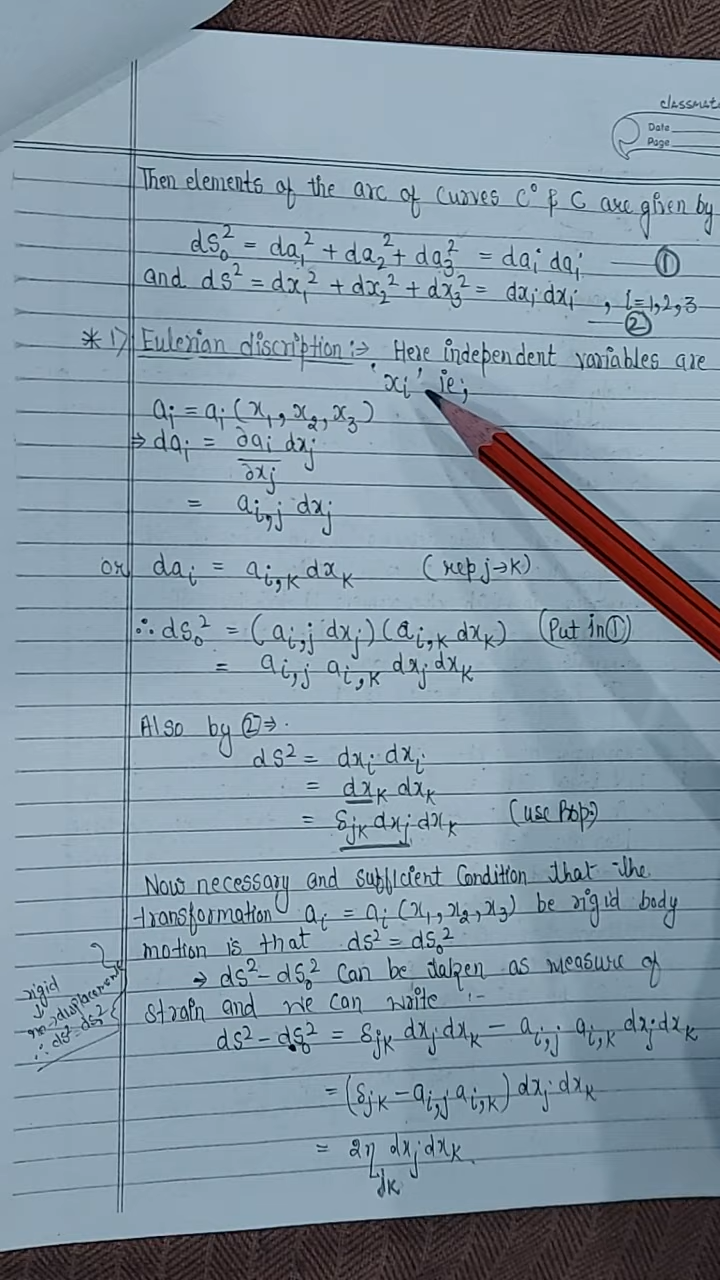 classmat
Date
Page
Then elements of the arc of curves C° & C are given by
ds₀² = da₁² + da₂² + da₃² = daᵢ daᵢ — ①
and ds² = dx₁² + dx₂² + dx₃² = dxᵢ dxᵢ , i=1,2,3
— ②
* 1) Eulerian discription :→ Here independent variables are
'xᵢ' ie;
aᵢ = aᵢ (x₁, x₂, x₃)
⇒ daᵢ = ∂aᵢ/∂xⱼ dxⱼ
= aᵢ,ⱼ dxⱼ
or daᵢ = aᵢ,ₖ dxₖ (rep j→k)
∴ ds₀² = (aᵢ,ⱼ dxⱼ)(aᵢ,ₖ dxₖ) (Put in ①)
= aᵢ,ⱼ aᵢ,ₖ dxⱼ dxₖ
Also by ② ⇒
ds² = dxᵢ dxᵢ
= dxₖ dxₖ
= δⱼₖ dxⱼ dxₖ (use Prop)
Now necessary and sufficient Condition that the
transformation aᵢ = aᵢ (x₁, x₂, x₃) be rigid body
motion is that ds² = ds₀²
→ ds² - ds₀² can be taken as measure of
strain and we can write :-
rigid
↓
no displacement
∴ ds² = ds₀²
ds² - ds₀² = δⱼₖ dxⱼ dxₖ - aᵢ,ⱼ aᵢ,ₖ dxⱼ dxₖ
= (δⱼₖ - aᵢ,ⱼ aᵢ,ₖ) dxⱼ dxₖ
= 2ηⱼₖ dxⱼ dxₖ